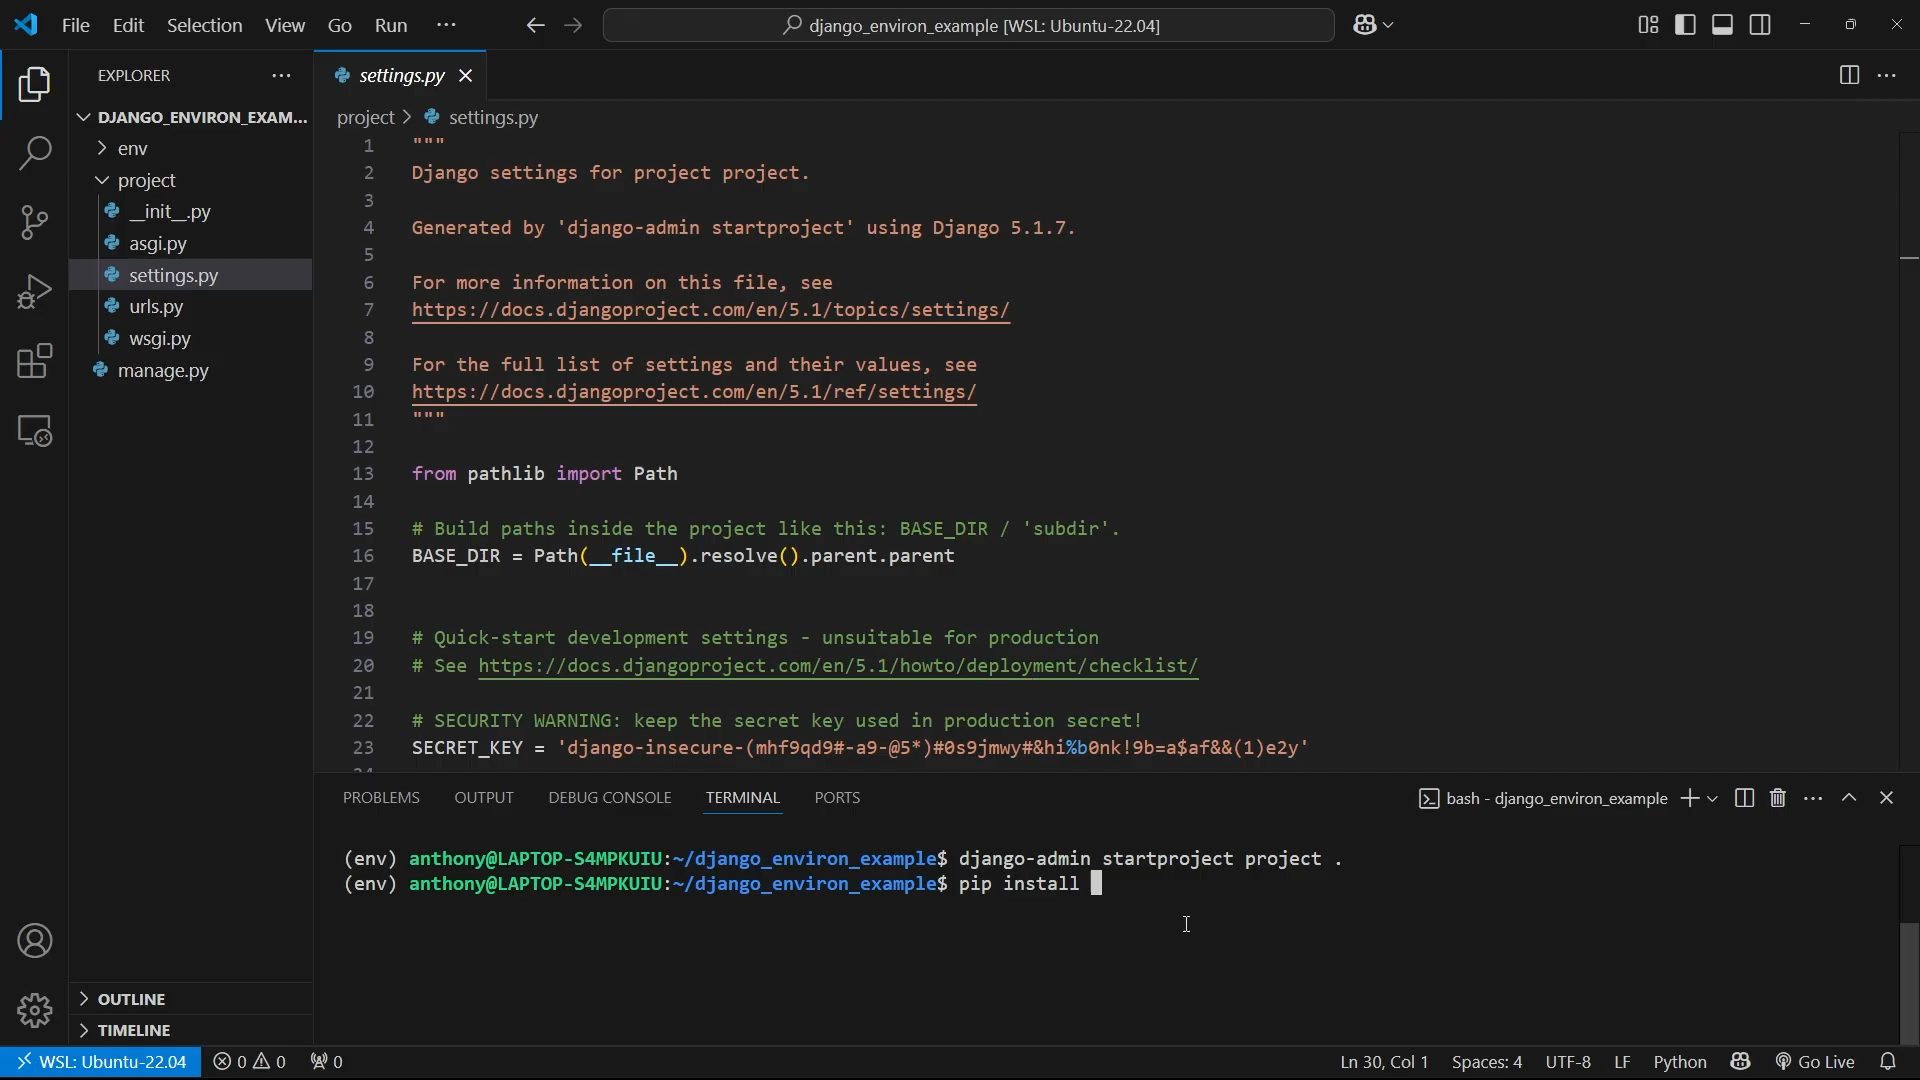 File Edit Selection View Go Run ···
django_environ_example [WSL: Ubuntu-22.04]
EXPLORER
DJANGO_ENVIRON_EXAM...
env
project
__init__.py
asgi.py
settings.py
urls.py
wsgi.py
manage.py
OUTLINE
TIMELINE
settings.py
project > settings.py
1 """
2 Django settings for project project.
3
4 Generated by 'django-admin startproject' using Django 5.1.7.
5
6 For more information on this file, see
7 https://docs.djangoproject.com/en/5.1/topics/settings/
8
9 For the full list of settings and their values, see
10 https://docs.djangoproject.com/en/5.1/ref/settings/
11 """
12
13 from pathlib import Path
14
15 # Build paths inside the project like this: BASE_DIR / 'subdir'.
16 BASE_DIR = Path(__file__).resolve().parent.parent
17
18
19 # Quick-start development settings - unsuitable for production
20 # See https://docs.djangoproject.com/en/5.1/howto/deployment/checklist/
21
22 # SECURITY WARNING: keep the secret key used in production secret!
23 SECRET_KEY = 'django-insecure-(mhf9qd9#-a9-@5*)#0s9jmwy#&hi%b0nk!9b=a$af&&(1)e2y'
PROBLEMS OUTPUT DEBUG CONSOLE TERMINAL PORTS
bash - django_environ_example
(env) anthony@LAPTOP-S4MPKUIU:~/django_environ_example$ django-admin startproject project .
(env) anthony@LAPTOP-S4MPKUIU:~/django_environ_example$ pip install
WSL: Ubuntu-22.04 0 0 0
Ln 30, Col 1 Spaces: 4 UTF-8 LF Python Go Live